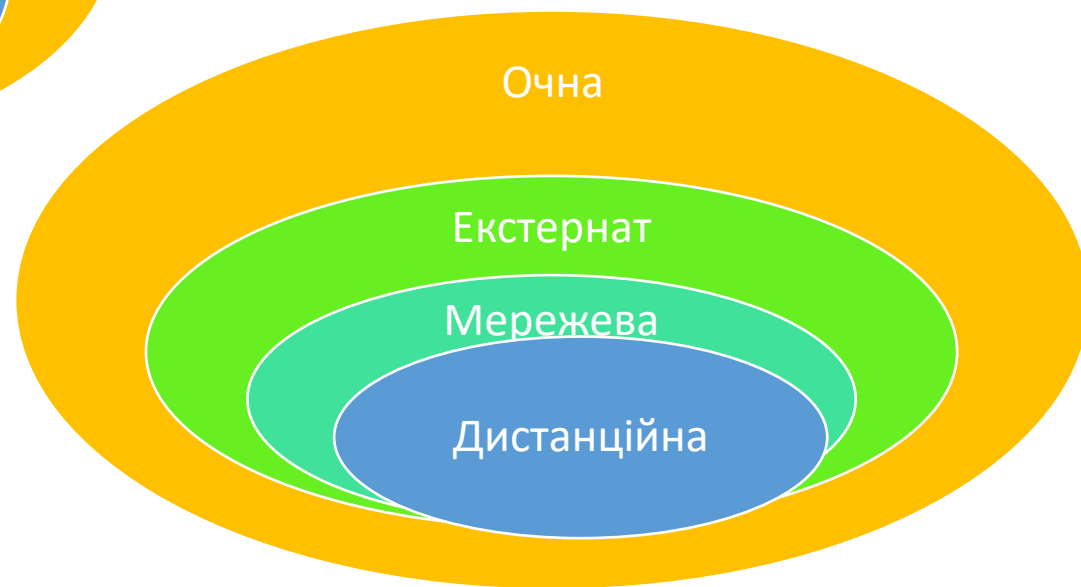 Очна
Екстернат
Мережева
Дистанційна